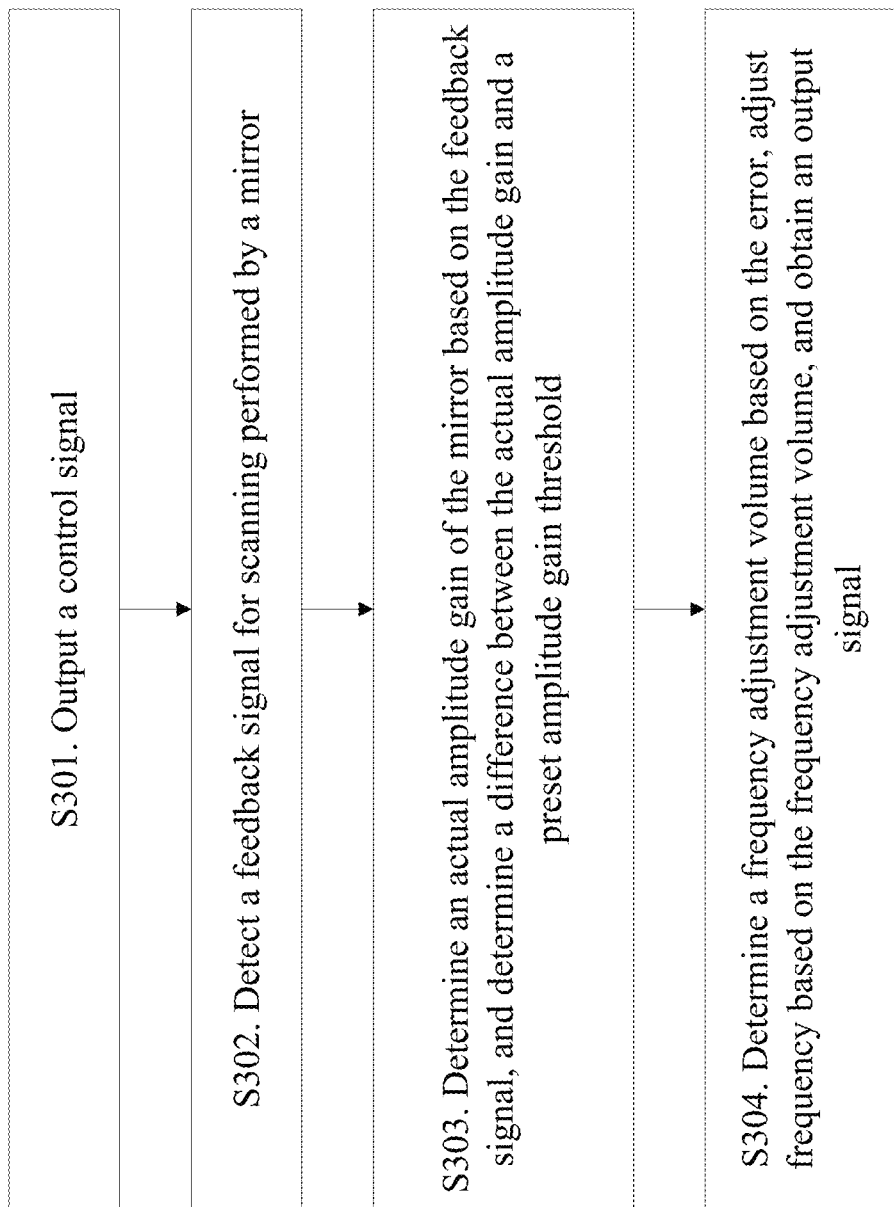 S301. Output a control signal
S302. Detect a feedback signal for scanning performed by a mirror
S303. Determine an actual amplitude gain of the mirror based on the feedback
signal, and determine a difference between the actual amplitude gain and a
preset amplitude gain threshold
S304. Determine a frequency adjustment volume based on the error, adjust
frequency based on the frequency adjustment volume, and obtain an output
signal